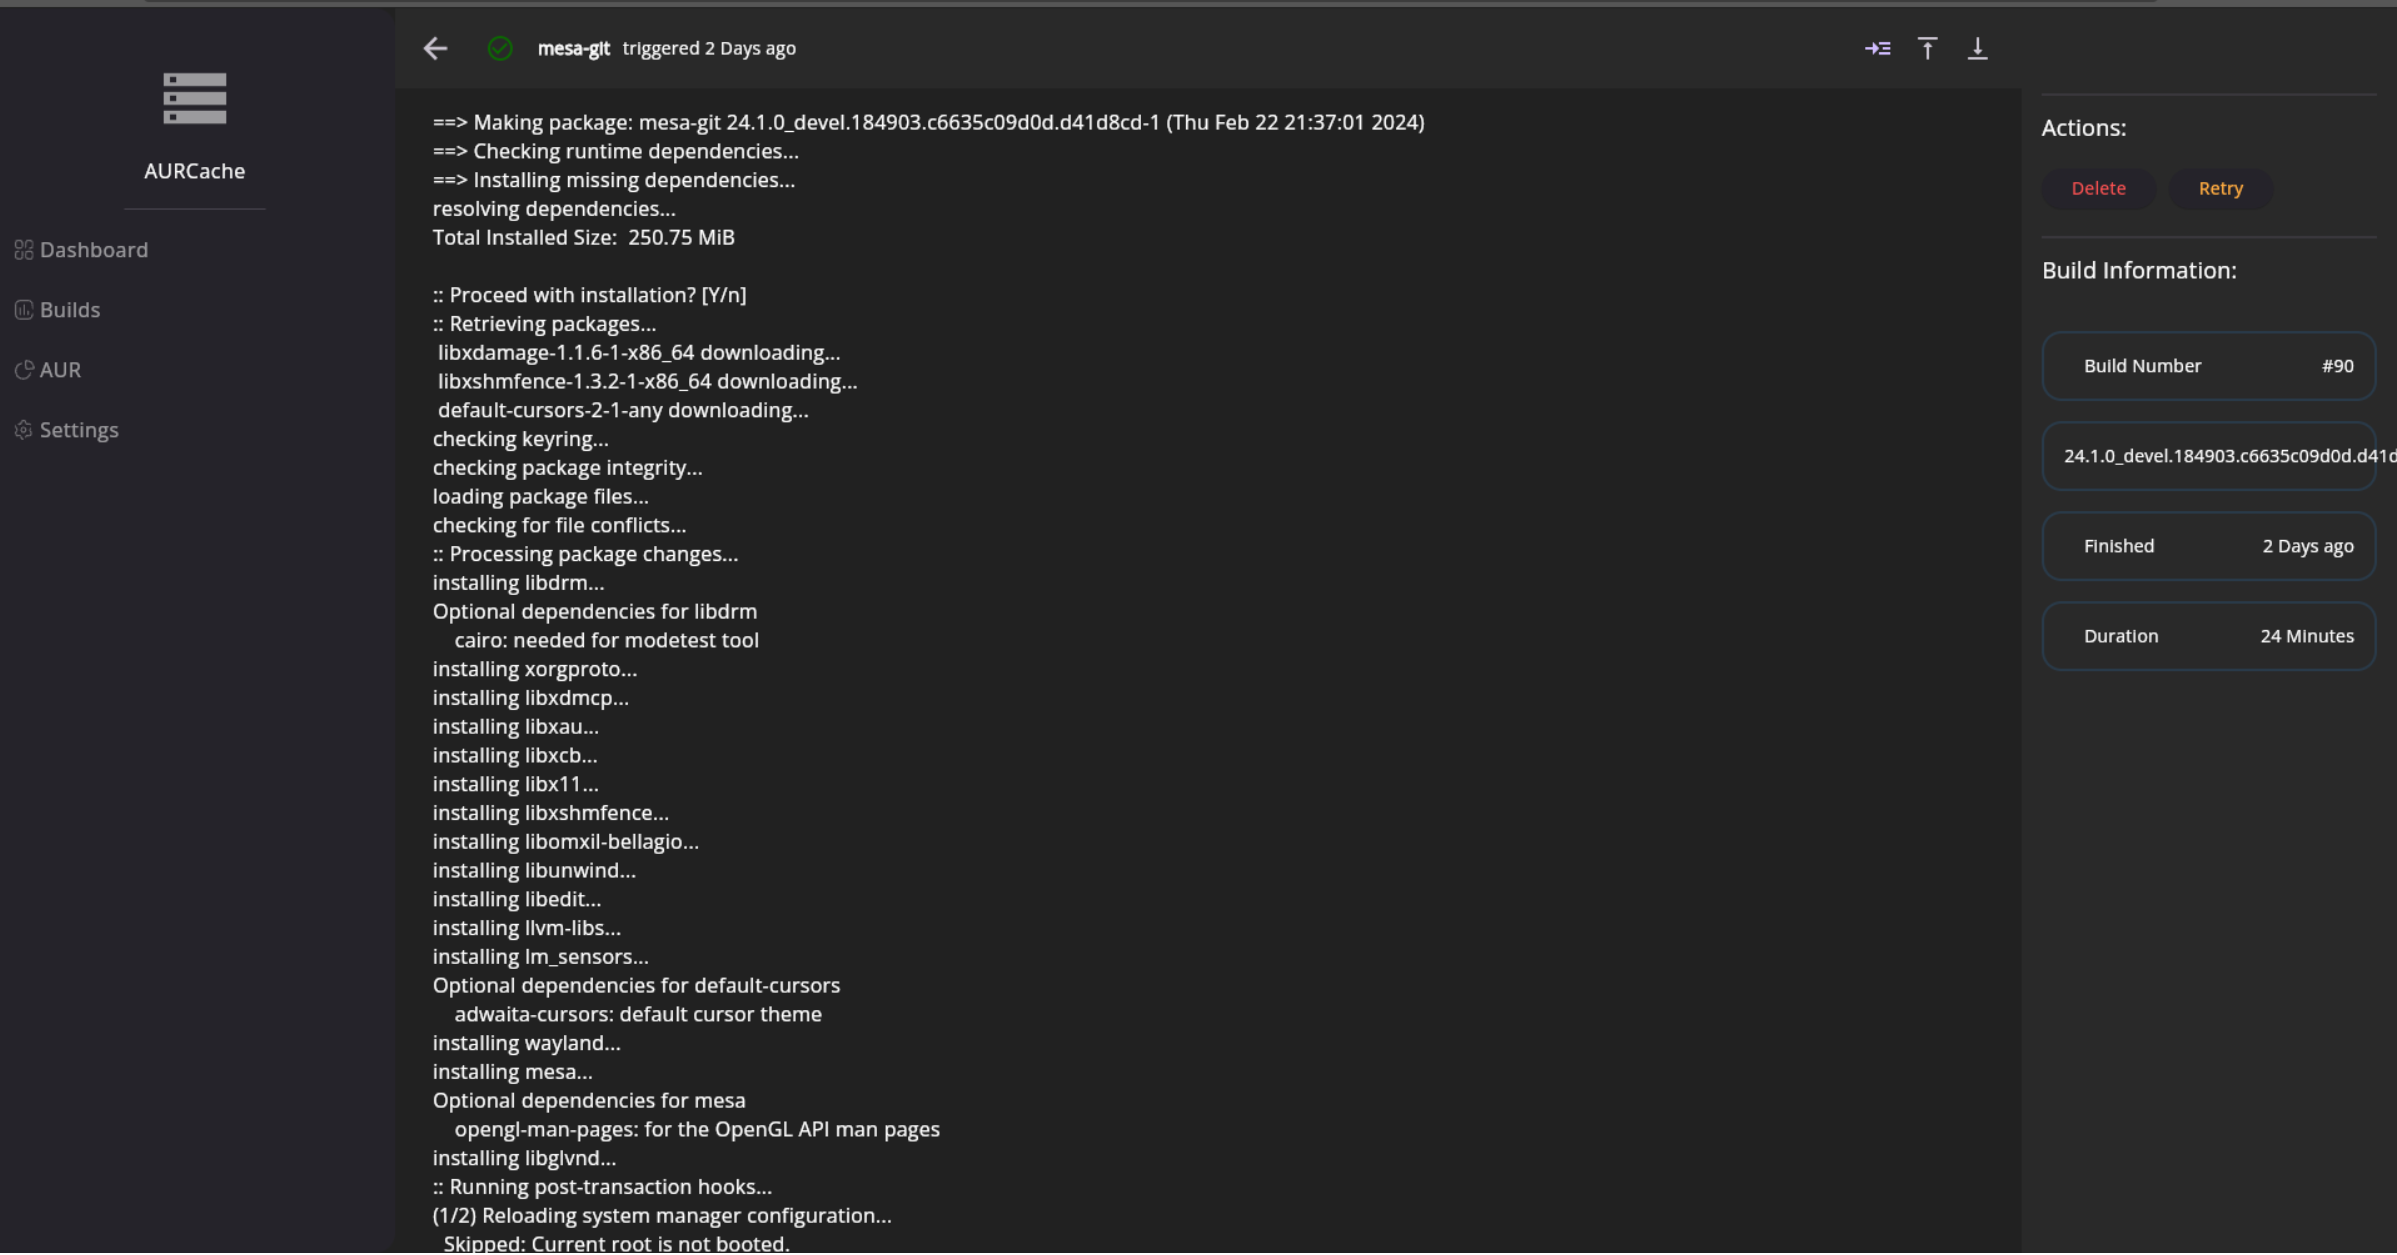 AURCache
Dashboard
Builds
AUR
Settings
mesa-git triggered 2 Days ago
==> Making package: mesa-git 24.1.0_devel.184903.c6635c09d0d.d41d8cd-1 (Thu Feb 22 21:37:01 2024)
==> Checking runtime dependencies...
==> Installing missing dependencies...
resolving dependencies...
Total Installed Size:  250.75 MiB
:: Proceed with installation? [Y/n]
:: Retrieving packages...
libxdamage-1.1.6-1-x86_64 downloading...
libxshmfence-1.3.2-1-x86_64 downloading...
default-cursors-2-1-any downloading...
checking keyring...
checking package integrity...
loading package files...
checking for file conflicts...
:: Processing package changes...
installing libdrm...
Optional dependencies for libdrm
cairo: needed for modetest tool
installing xorgproto...
installing libxdmcp...
installing libxau...
installing libxcb...
installing libx11...
installing libxshmfence...
installing libomxil-bellagio...
installing libunwind...
installing libedit...
installing llvm-libs...
installing lm_sensors...
Optional dependencies for default-cursors
adwaita-cursors: default cursor theme
installing wayland...
installing mesa...
Optional dependencies for mesa
opengl-man-pages: for the OpenGL API man pages
installing libglvnd...
:: Running post-transaction hooks...
(1/2) Reloading system manager configuration...
Skipped: Current root is not booted.
Actions:
Delete Retry
Build Information:
Build Number #90
24.1.0_devel.184903.c6635c09d0d.d41d
Finished 2 Days ago
Duration 24 Minutes